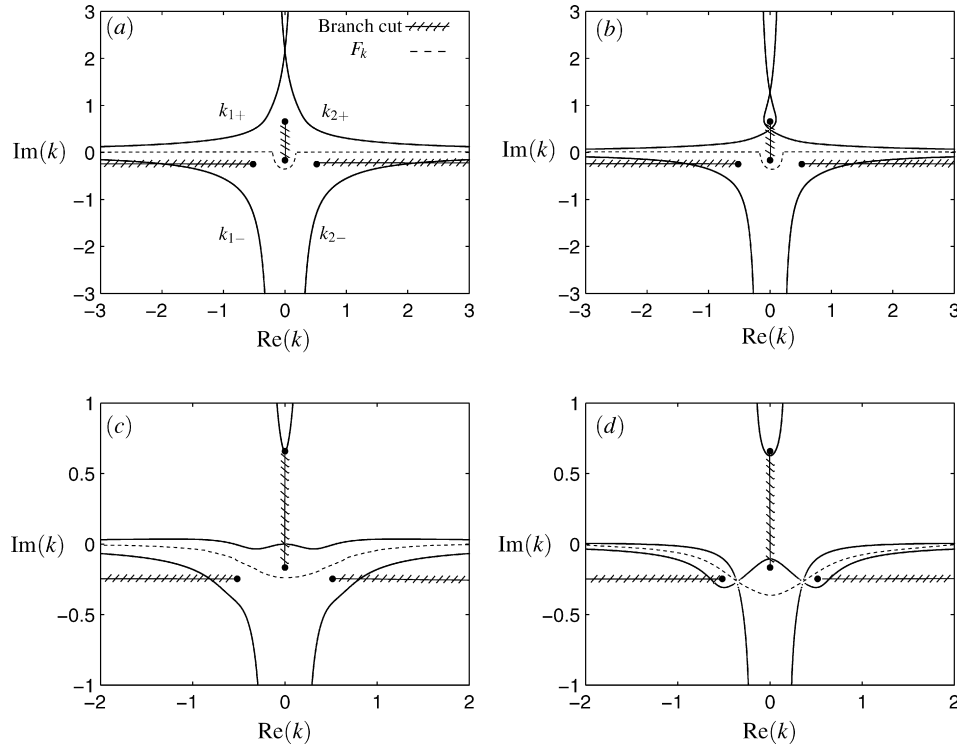 (a)
Branch cut
F_k
k_{1+}
k_{2+}
k_{1−}
k_{2−}
Im(k)
3
2
1
0
−1
−2
−3
−3 −2 −1 0 1 2 3
Re(k)
(b)
Im(k)
3
2
1
0
−1
−2
−3
−3 −2 −1 0 1 2 3
Re(k)
(c)
Im(k)
1
0.5
0
−0.5
−1
−2 −1 0 1 2
Re(k)
(d)
Im(k)
1
0.5
0
−0.5
−1
−2 −1 0 1 2
Re(k)